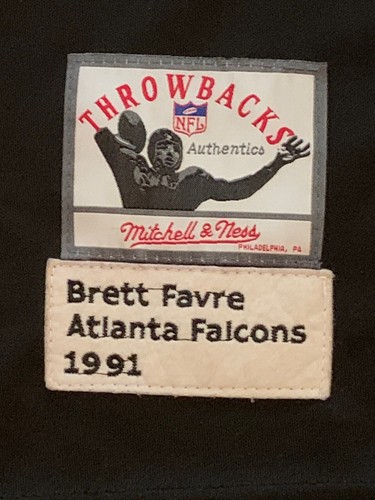 THROWBACKS
NFL
Authentics
Mitchell & Ness
PHILADELPHIA, PA
Brett Favre
Atlanta Falcons
1991